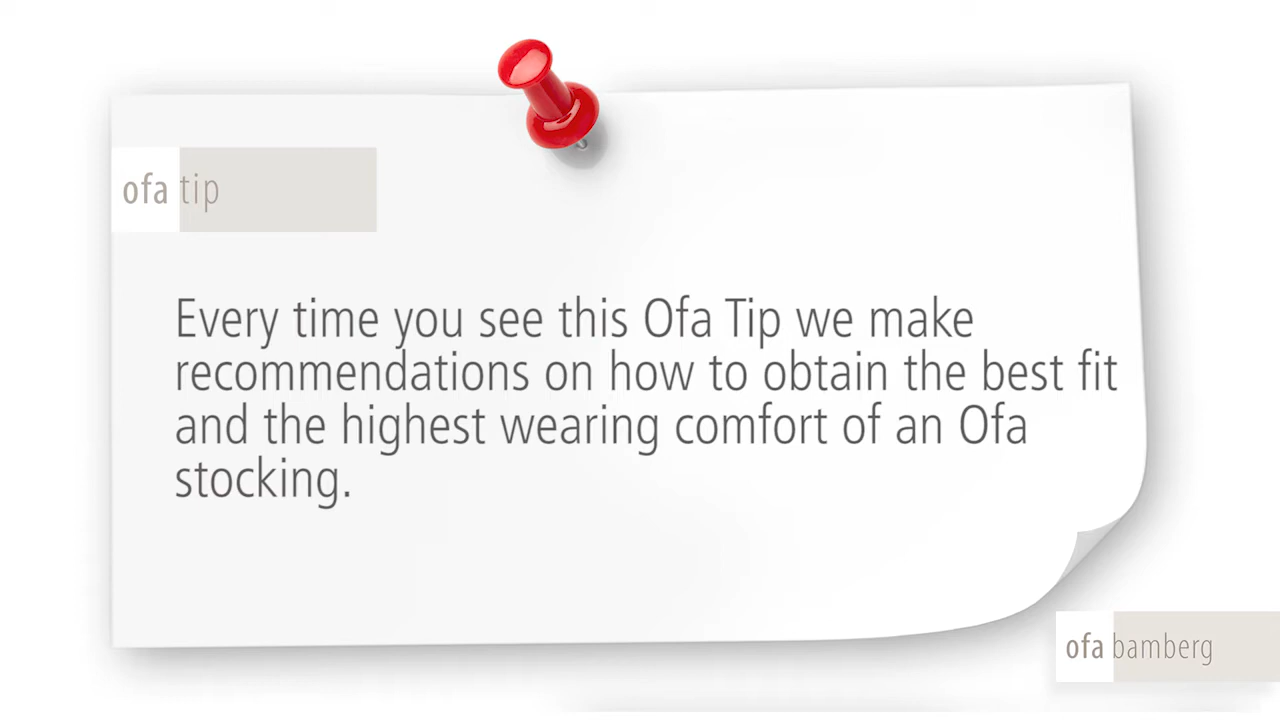 ofa tip
Every time you see this Ofa Tip we make
recommendations on how to obtain the best fit
and the highest wearing comfort of an Ofa
stocking.
ofa bamberg